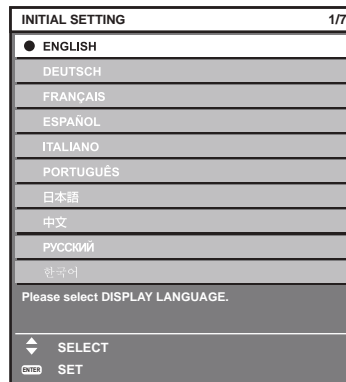 INITIAL SETTING 1/7
ENGLISH
DEUTSCH
FRANÇAIS
ESPAÑOL
ITALIANO
PORTUGUÊS
日本語
中文
РУССКИЙ
한국어
Please select DISPLAY LANGUAGE.
SELECT
ENTER SET